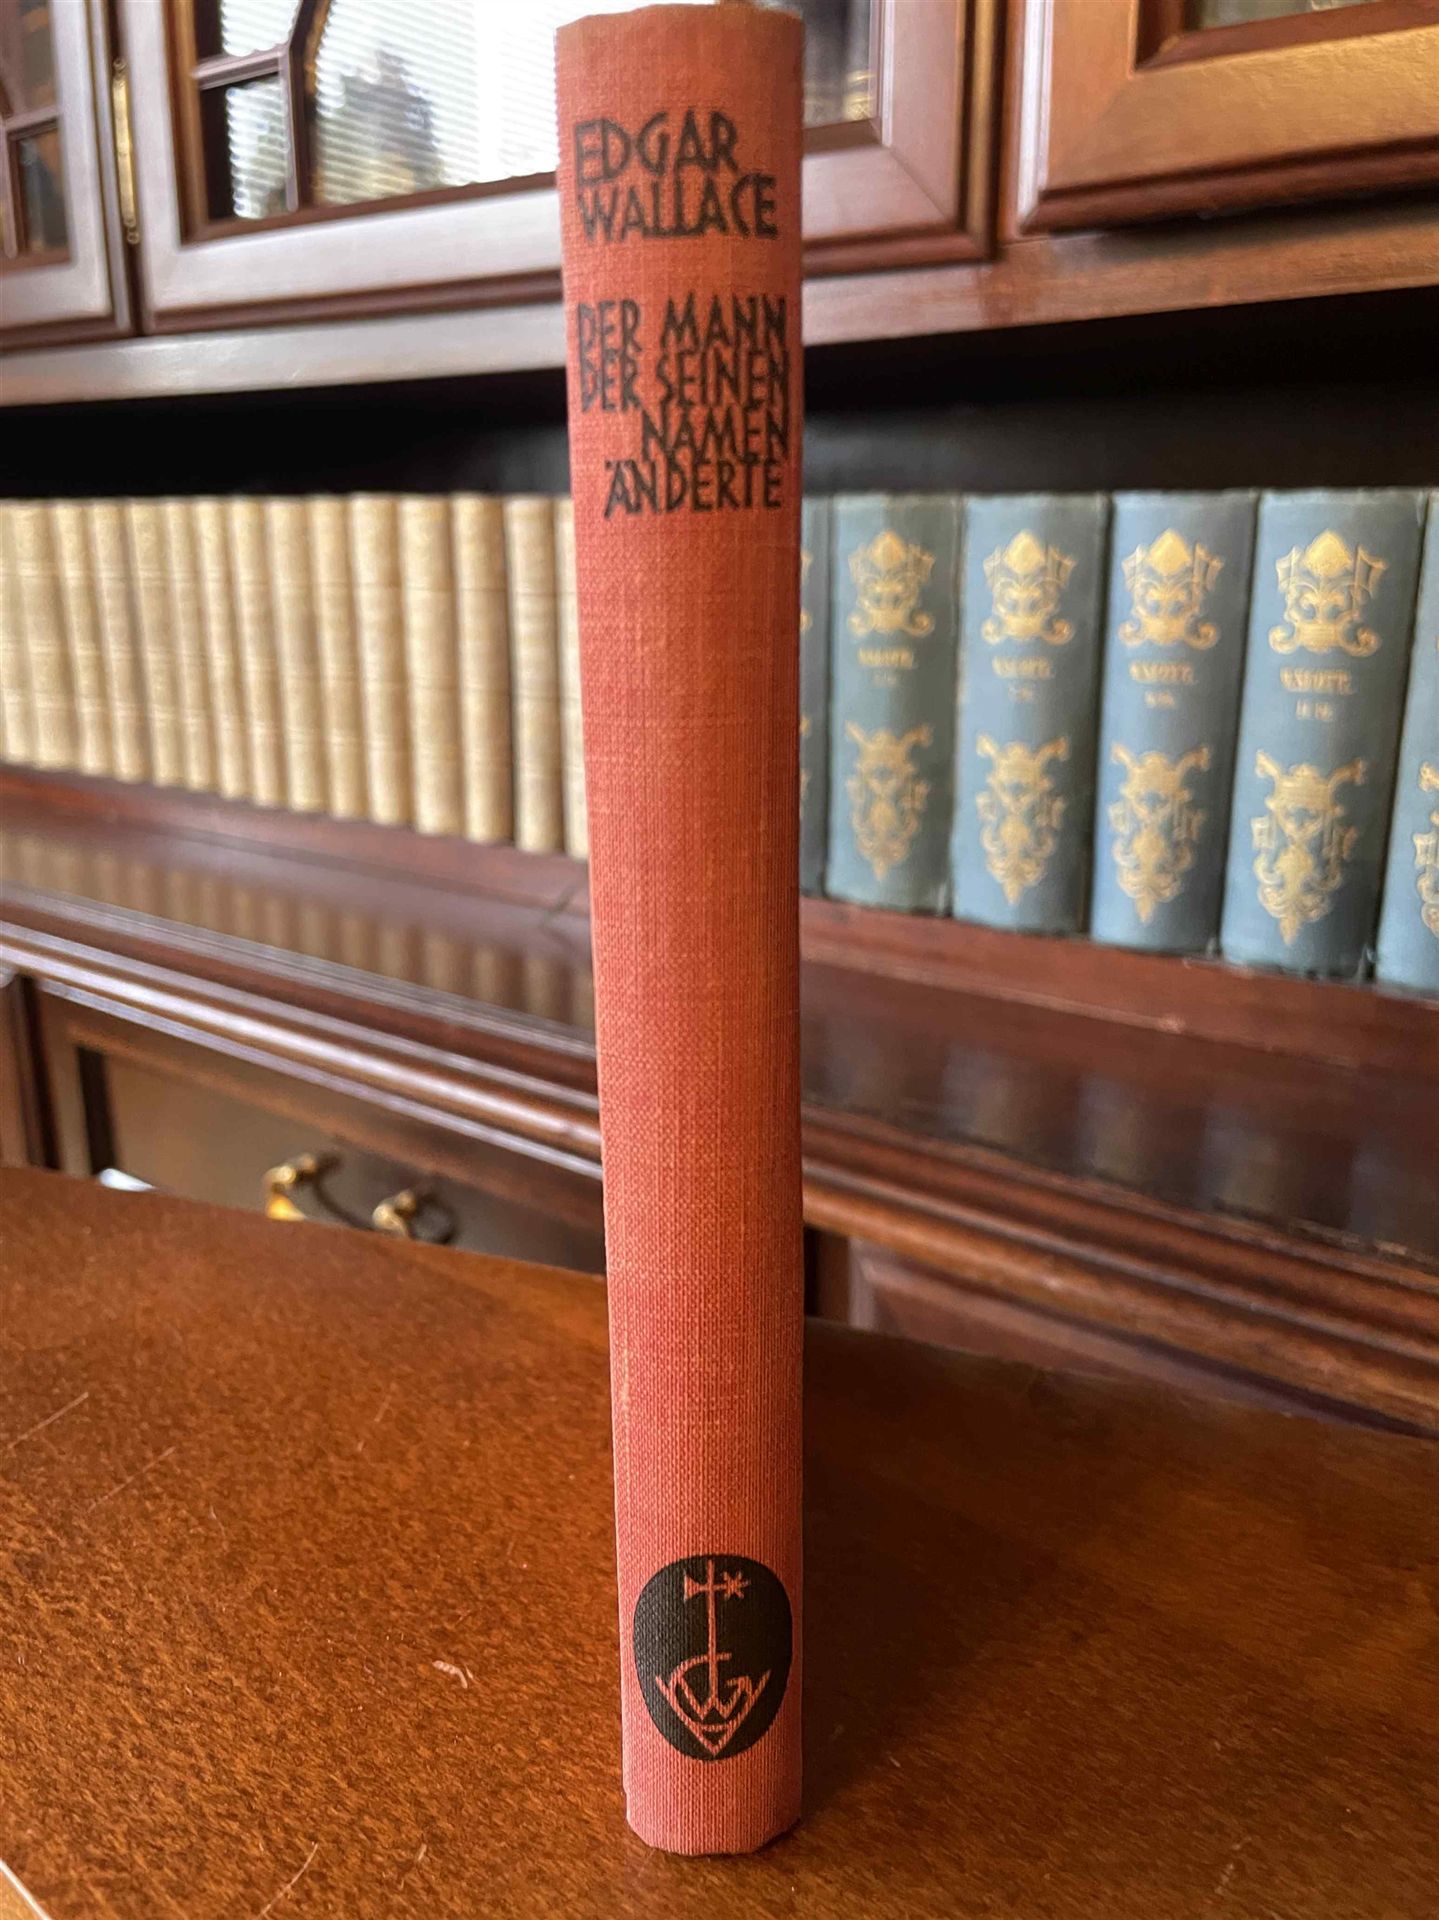 EDGAR
WALLACE
DER MANN
DER SEINEN
NAMEN
ÄNDERTE